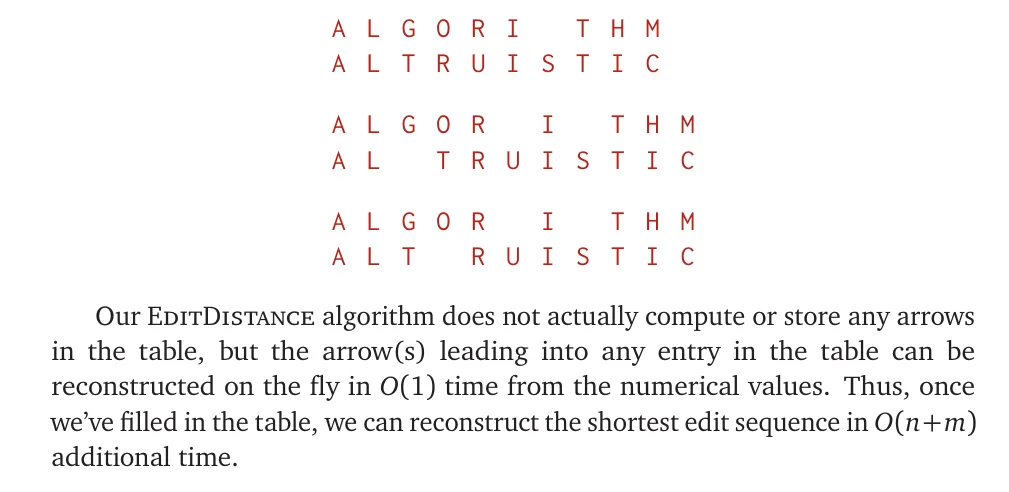 A L G O R I   T H M
A L T R U I S T I C
A L G O R   I   T H M
A L   T R U I S T I C
A L G O R   I   T H M
A L T   R U I S T I C
Our EDITDISTANCE algorithm does not actually compute or store any arrows
in the table, but the arrow(s) leading into any entry in the table can be
reconstructed on the fly in O(1) time from the numerical values. Thus, once
we’ve filled in the table, we can reconstruct the shortest edit sequence in O(n+m)
additional time.